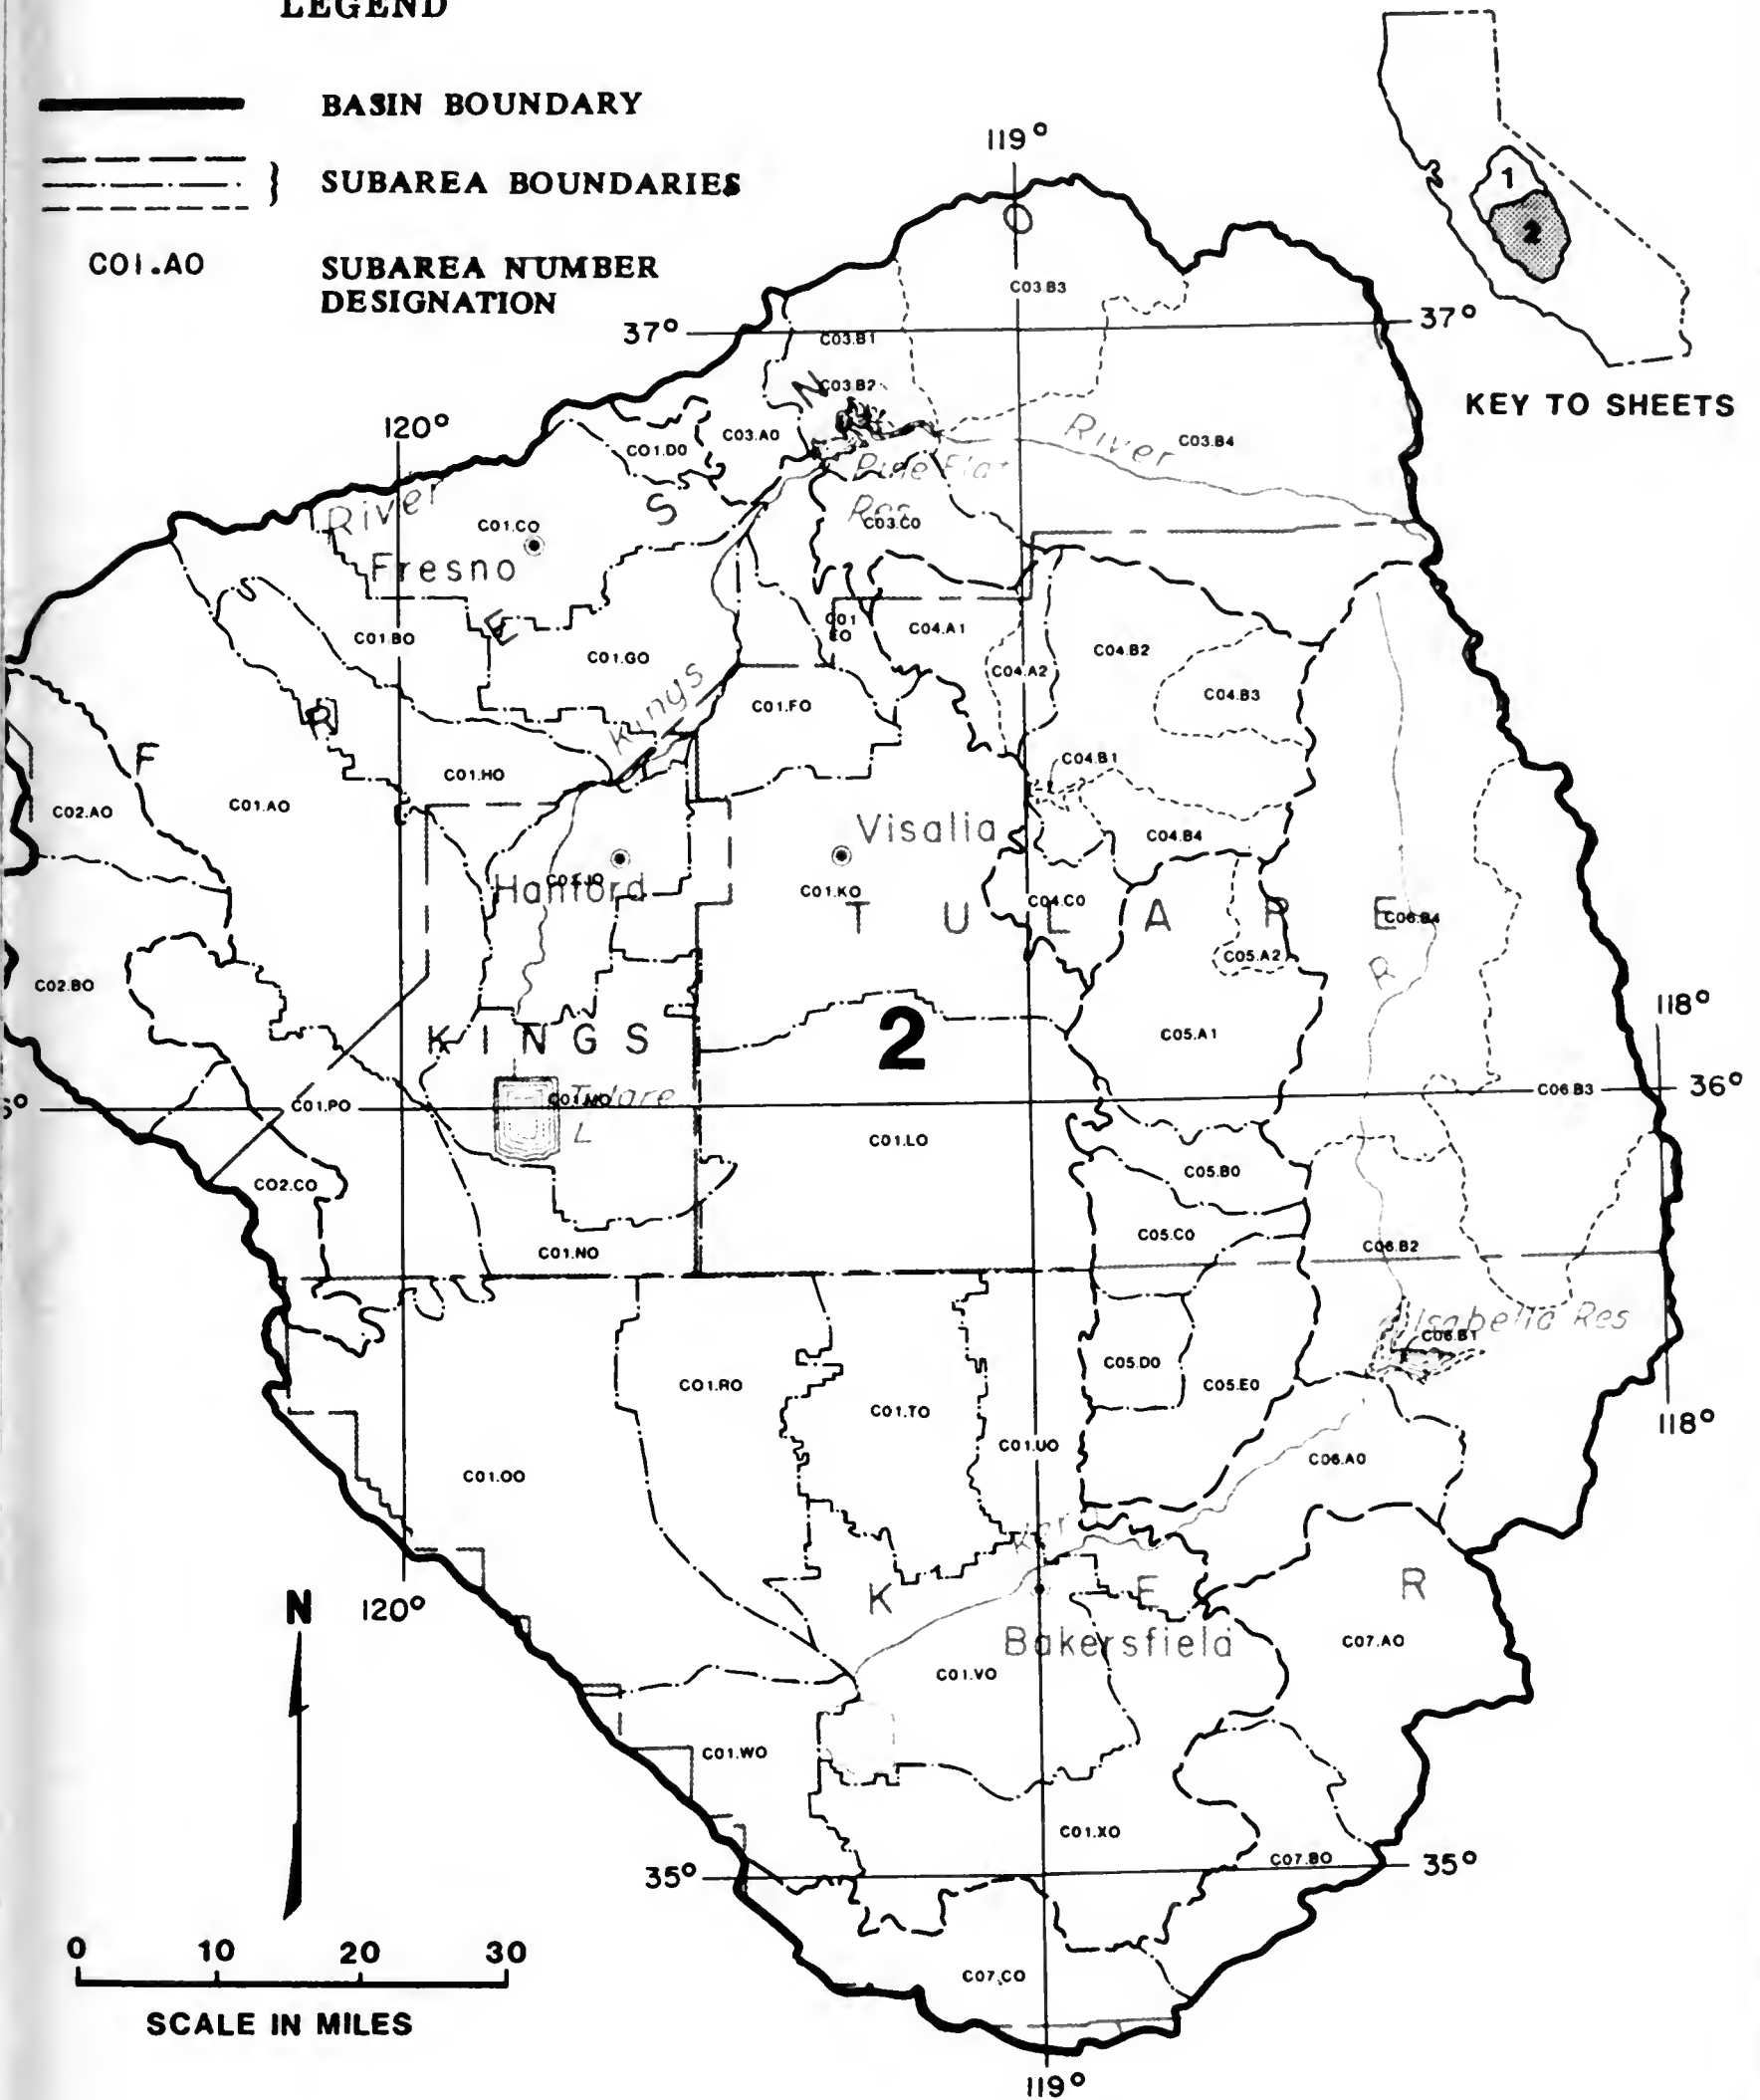 LEGEND
BASIN BOUNDARY
SUBAREA BOUNDARIES
C01.A0
SUBAREA NUMBER
DESIGNATION
1
2
KEY TO SHEETS
119°
37°
37°
120°
C03.B3
C03.B1
C03.B2
N
River
C03.B4
C01.D0
C03.A0
Pine Flat
Res
C03.C0
River
S
C01.C0
Fresno
E
C01.B0
C01.G0
C01
E0
C04.A1
C04.A2
C04.B2
C04.B3
Kings
C01.F0
R
F
C01.H0
C04.B1
C02.A0
C01.A0
Visalia
C04.B4
C01.J0
Hanford
C01.K0
C04.C0
T U L A R E
C06.B4
C05.A2
R
C02.B0
118°
2
K I N G S
C05.A1
36°
C06.B3
C01.P0
C01.M0
Tulare
L
C01.L0
C05.B0
C02.C0
C05.C0
C06.B2
C01.N0
Isabella Res
C06.B1
C05.D0
C05.E0
C01.R0
C01.T0
118°
C01.U0
C06.A0
C01.O0
Kern
K E R
N
120°
Bakersfield
C07.A0
C01.V0
C01.W0
C01.X0
C07.B0
35°
35°
0 10 20 30
SCALE IN MILES
C07.C0
119°